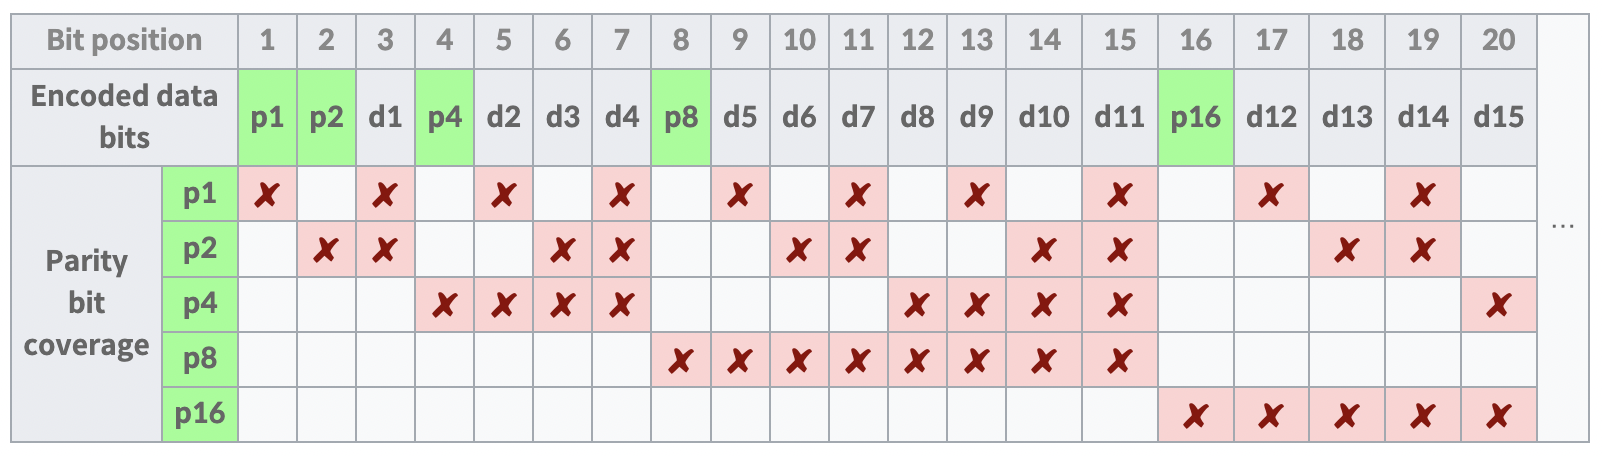 Bit position 1 2 3 4 5 6 7 8 9 10 11 12 13 14 15 16 17 18 19 20
Encoded data
bits
p1 p2 d1 p4 d2 d3 d4 p8 d5 d6 d7 d8 d9 d10 d11 p16 d12 d13 d14 d15
Parity
bit
coverage
p1 ✗ ✗ ✗ ✗ ✗ ✗ ✗ ✗ ✗ ✗
p2 ✗ ✗ ✗ ✗ ✗ ✗ ✗ ✗ ✗ ✗
p4 ✗ ✗ ✗ ✗ ✗ ✗ ✗ ✗ ✗
p8 ✗ ✗ ✗ ✗ ✗ ✗ ✗ ✗
p16 ✗ ✗ ✗ ✗ ✗
...